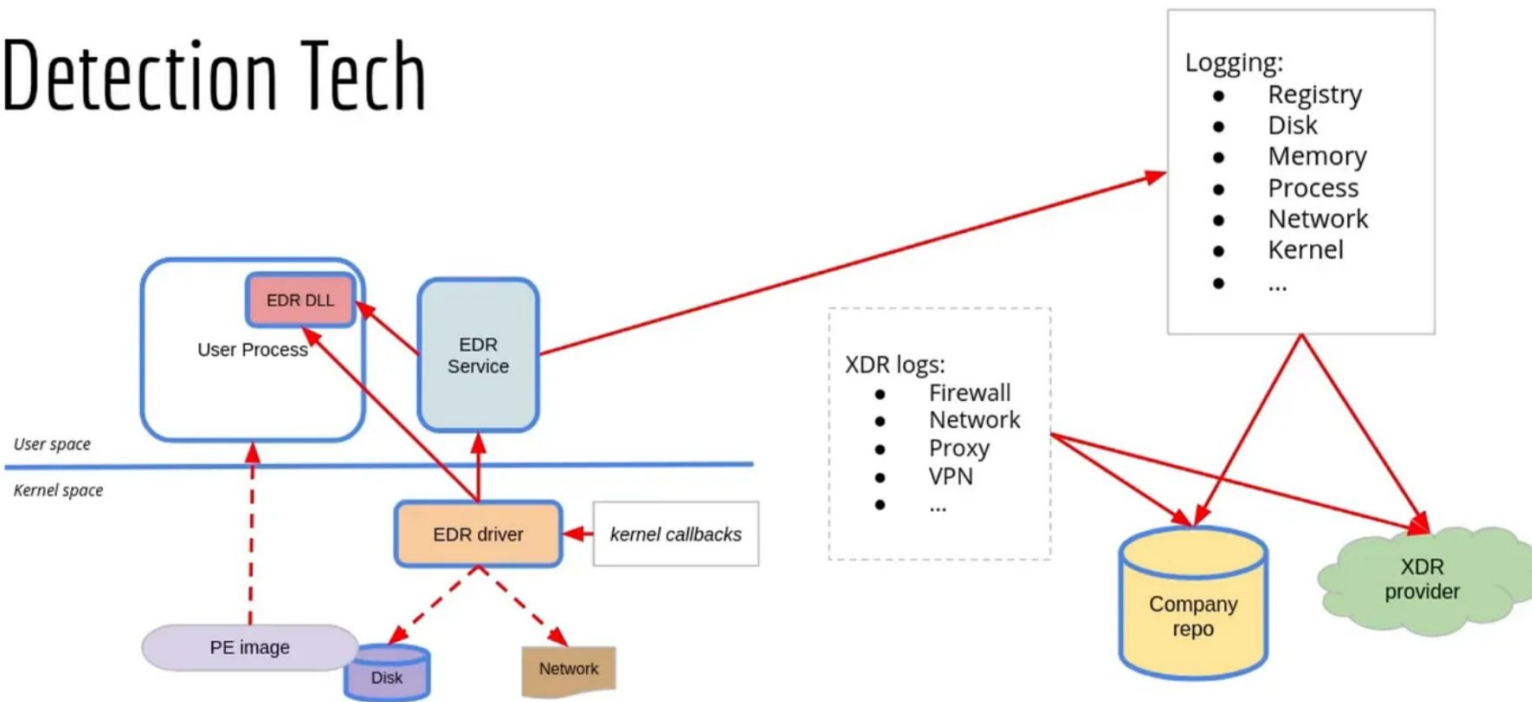 Detection Tech
Logging:
● Registry
● Disk
● Memory
● Process
● Network
● Kernel
● ...
EDR DLL
User Process
EDR
Service
XDR logs:
● Firewall
● Network
● Proxy
● VPN
● ...
User space
Kernel space
EDR driver
kernel callbacks
PE image
Disk
Network
Company
repo
XDR
provider